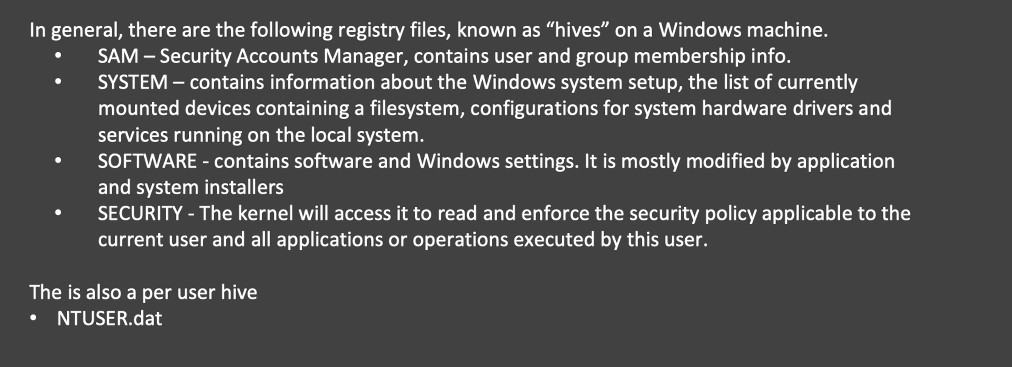 In general, there are the following registry files, known as “hives” on a Windows machine.
• SAM – Security Accounts Manager, contains user and group membership info.
• SYSTEM – contains information about the Windows system setup, the list of currently
mounted devices containing a filesystem, configurations for system hardware drivers and
services running on the local system.
• SOFTWARE - contains software and Windows settings. It is mostly modified by application
and system installers
• SECURITY - The kernel will access it to read and enforce the security policy applicable to the
current user and all applications or operations executed by this user.
The is also a per user hive
• NTUSER.dat